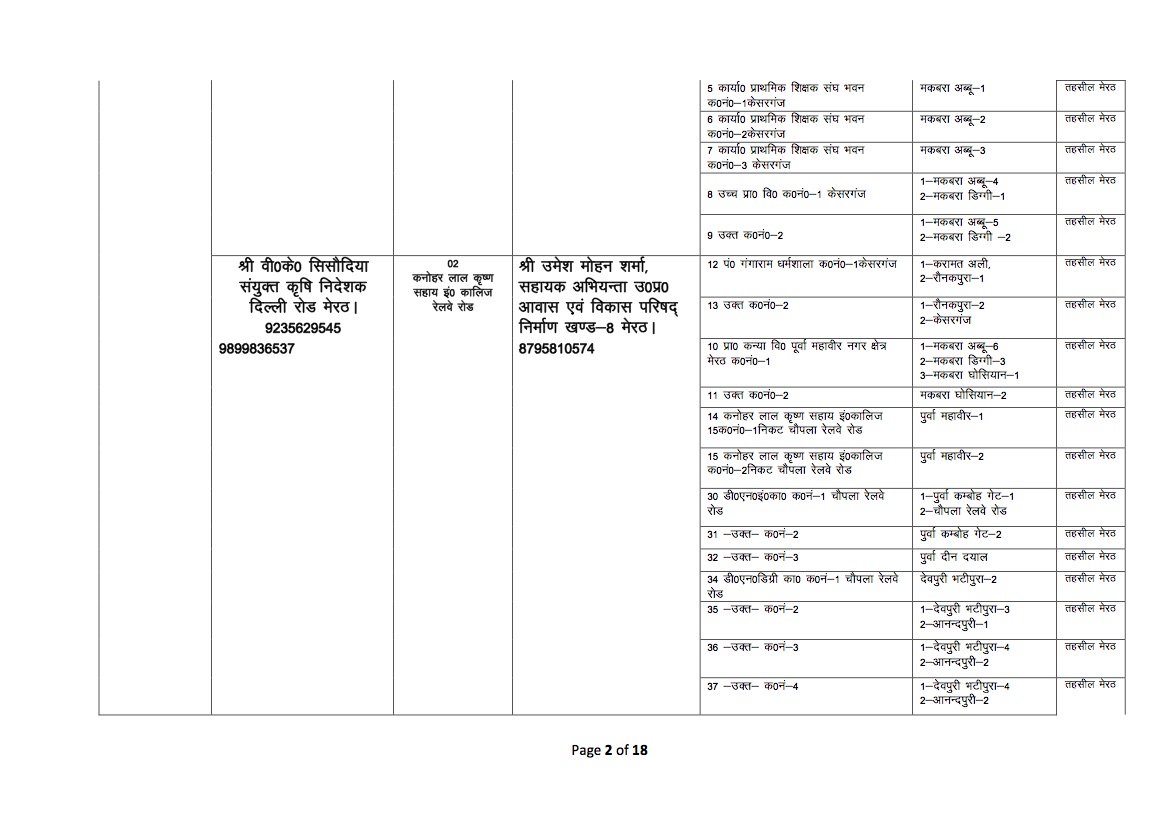 5 कार्या0 प्राथमिक शिक्षक संघ भवन
क0नं0–1केसरगंज
मकबरा अब्बू–1
तहसील मेरठ
6 कार्या0 प्राथमिक शिक्षक संघ भवन
क0नं0–2केसरगंज
मकबरा अब्बू–2
तहसील मेरठ
7 कार्या0 प्राथमिक शिक्षक संघ भवन
क0नं0–3 केसरगंज
मकबरा अब्बू–3
तहसील मेरठ
8 उच्च प्रा0 वि0 क0नं0–1 केसरगंज
1–मकबरा अब्बू–4
2–मकबरा डिग्गी–1
तहसील मेरठ
9 उक्त क0नं0–2
1–मकबरा अब्बू–5
2–मकबरा डिग्गी –2
तहसील मेरठ
श्री वी0के0 सिसौदिया
संयुक्त कृषि निदेशक
दिल्ली रोड मेरठ।
9235629545
9899836537
02
कनोहर लाल कृष्ण
सहाय इं0 कालिज
रेलवे रोड
श्री उमेश मोहन शर्मा,
सहायक अभियन्ता उ0प्र0
आवास एवं विकास परिषद्
निर्माण खण्ड–8 मेरठ।
8795810574
12 पं0 गंगाराम धर्मशाला क0नं0–1केसरगंज
1–करामत अली,
2–रौनकपुरा–1
तहसील मेरठ
13 उक्त क0नं0–2
1–रौनकपुरा–2
2–केसरगंज
तहसील मेरठ
10 प्रा0 कन्या वि0 पूर्वा महावीर नगर क्षेत्र
मेरठ क0नं0–1
1–मकबरा अब्बू–6
2–मकबरा डिग्गी–3
3–मकबरा घोसियान–1
तहसील मेरठ
11 उक्त क0नं0–2
मकबरा घोसियान–2
तहसील मेरठ
14 कनोहर लाल कृष्ण सहाय इं0कालिज
15क0नं0–1निकट चौपला रेलवे रोड
पुर्वा महावीर–1
तहसील मेरठ
15 कनोहर लाल कृष्ण सहाय इं0कालिज
क0नं0–2निकट चौपला रेलवे रोड
पुर्वा महावीर–2
तहसील मेरठ
30 डी0एन0इं0का0 क0नं–1 चौपला रेलवे
रोड
1–पुर्वा कम्बोह गेट–1
2–चौपला रेलवे रोड
तहसील मेरठ
31 –उक्त– क0नं–2
पुर्वा कम्बोह गेट–2
तहसील मेरठ
32 –उक्त– क0नं–3
पुर्वा दीन दयाल
तहसील मेरठ
34 डी0एन0डिग्री का0 क0नं–1 चौपला रेलवे
रोड
देवपुरी भटीपुरा–2
तहसील मेरठ
35 –उक्त– क0नं–2
1–देवपुरी भटीपुरा–3
2–आनन्दपुरी–1
तहसील मेरठ
36 –उक्त– क0नं–3
1–देवपुरी भटीपुरा–4
2–आनन्दपुरी–2
तहसील मेरठ
37 –उक्त– क0नं–4
1–देवपुरी भटीपुरा–4
2–आनन्दपुरी–2
तहसील मेरठ
Page 2 of 18